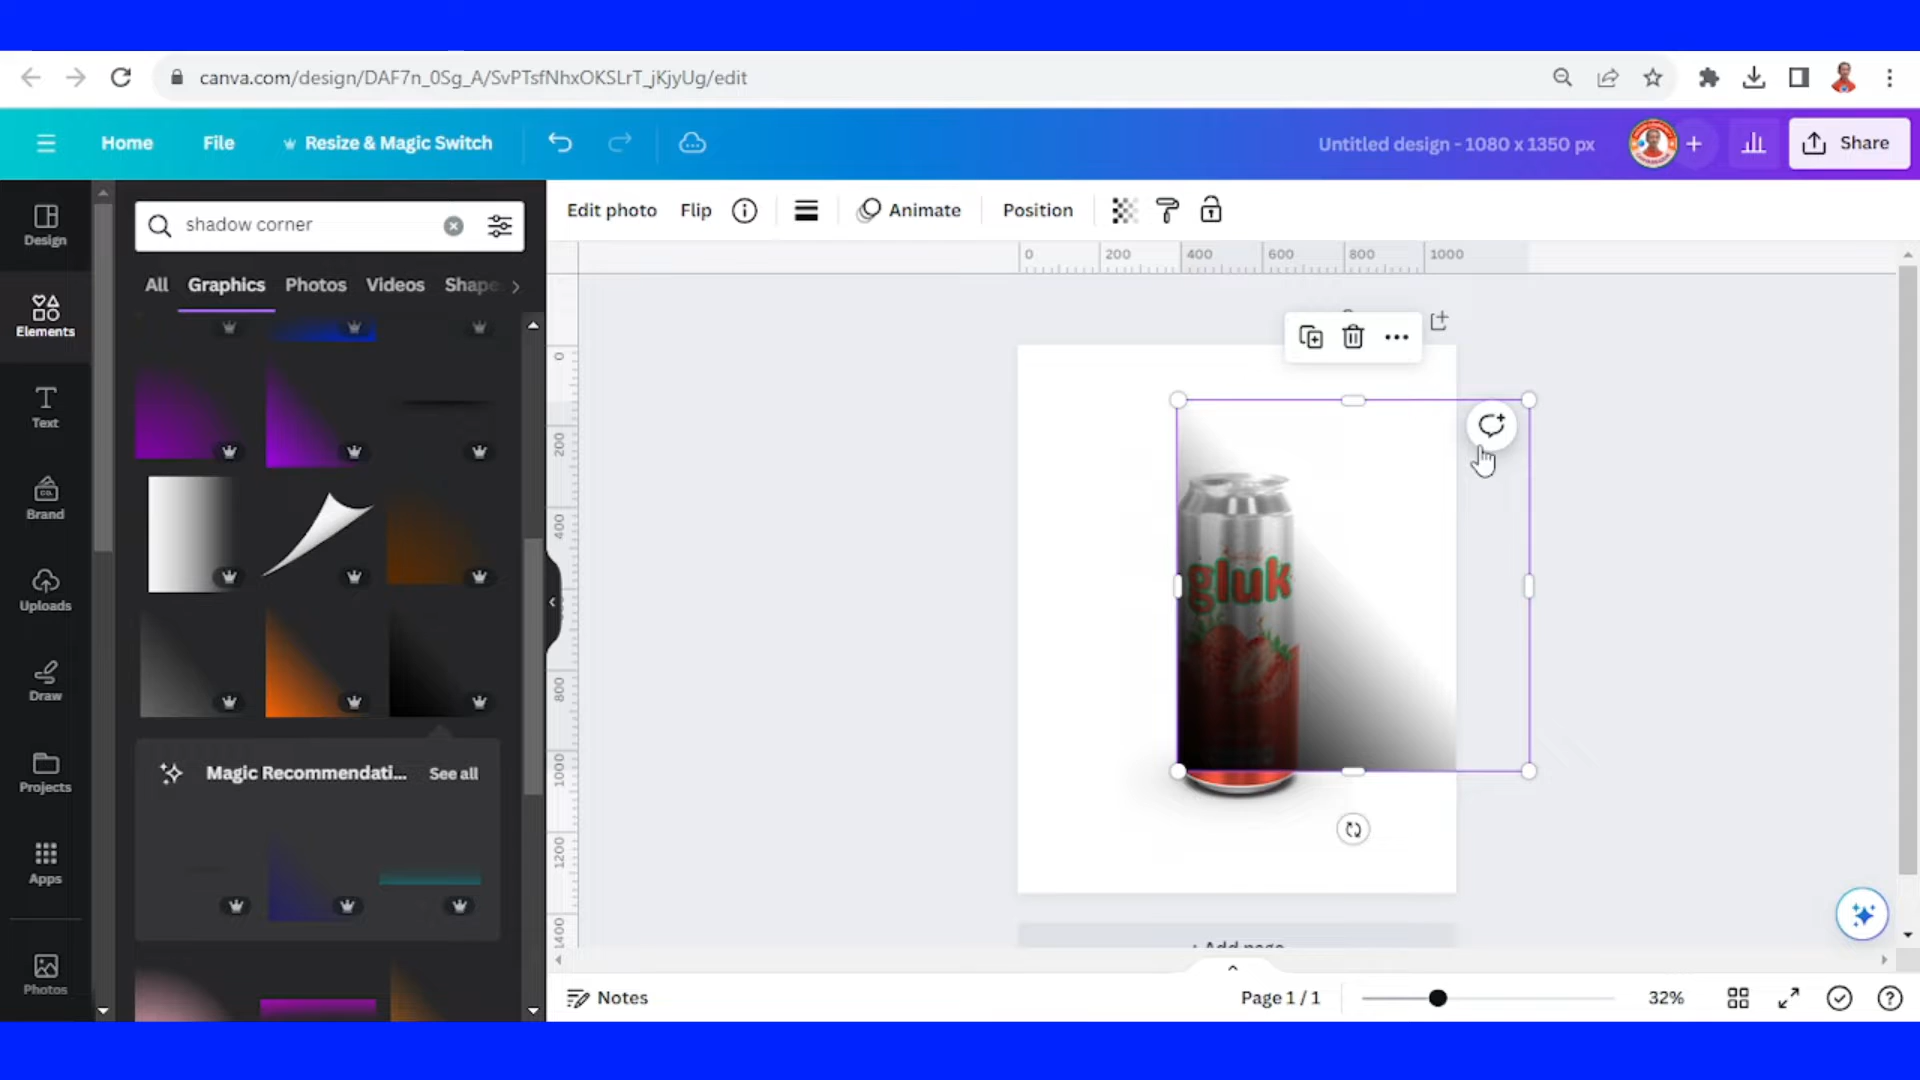 canva.com/design/DAF7n_0Sg_A/SvPTsfNhxOKSLrT_jKjyUg/edit
Home File Resize & Magic Switch Untitled design - 1080 x 1350 px Share
Design
Elements
Text
Brand
Uploads
Draw
Projects
Apps
Photos
shadow corner
All Graphics Photos Videos Shape
Magic Recommendati... See all
Edit photo Flip Animate Position
0 200 400 600 800 1000
0
200
400
800
1000
1200
1400
gluk
+ Add page
Notes
Page 1 / 1 32%